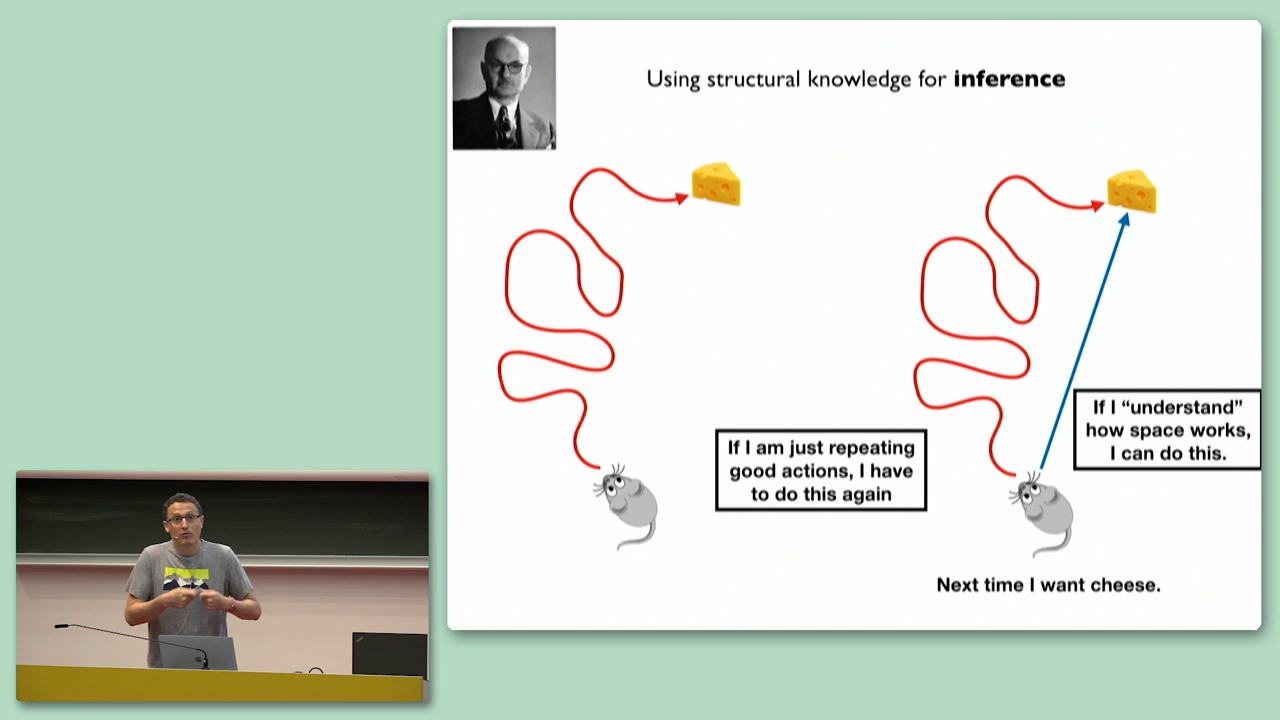 Using structural knowledge for inference
If I am just repeating
good actions, I have
to do this again
If I “understand”
how space works,
I can do this.
Next time I want cheese.